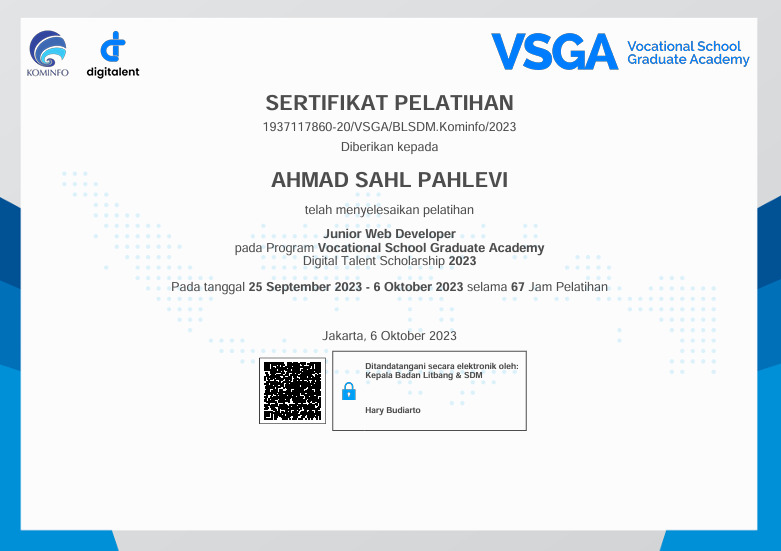 KOMINFO
digitalent
VSGA
Vocational School
Graduate Academy
SERTIFIKAT PELATIHAN
1937117860-20/VSGA/BLSDM.Kominfo/2023
Diberikan kepada
AHMAD SAHL PAHLEVI
telah menyelesaikan pelatihan
Junior Web Developer
pada Program Vocational School Graduate Academy
Digital Talent Scholarship 2023
Pada tanggal 25 September 2023 - 6 Oktober 2023 selama 67 Jam Pelatihan
Jakarta, 6 Oktober 2023
Ditandatangani secara elektronik oleh:
Kepala Badan Litbang & SDM
Hary Budiarto